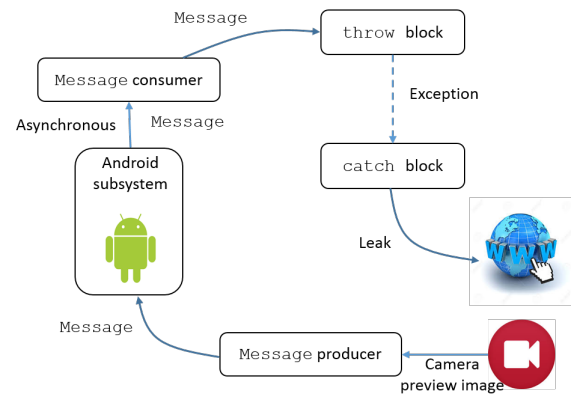 Message
throw block
Message consumer
Exception
Asynchronous
Message
Android
subsystem
catch block
WWW
Leak
Message
Message producer
Camera
preview image